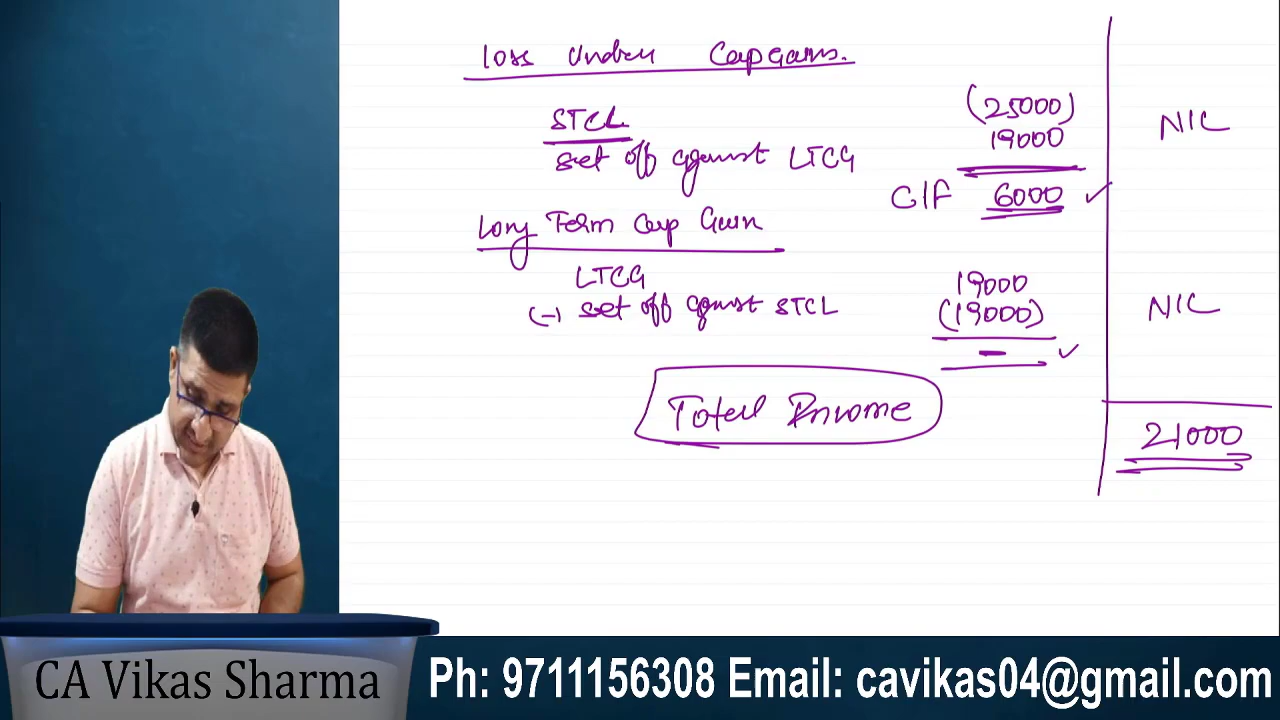 Loss Under Cap Gains.
STCL (25000) NIL
set off against LTCG 19000
C/F 6000
Long Term Cap Gain
LTCG 19000
(-) set off against STCL (19000) NIL
-
Total Income 21000
CA Vikas Sharma
Ph: 9711156308 Email: cavikas04@gmail.com